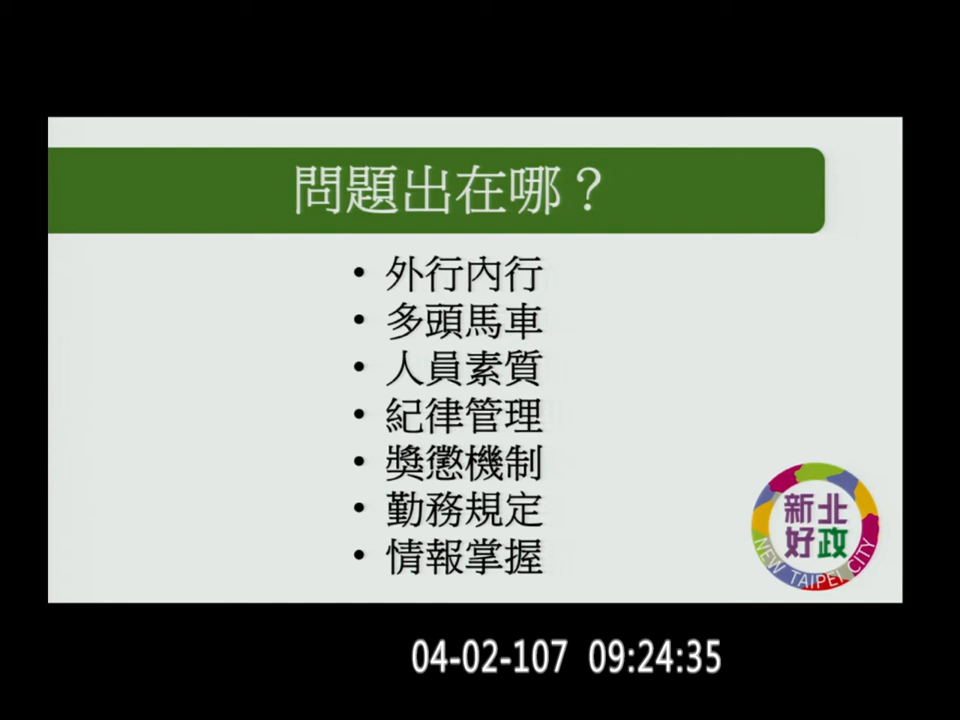 問題出在哪？
• 外行內行
• 多頭馬車
• 人員素質
• 紀律管理
• 獎懲機制
• 勤務規定
• 情報掌握
新北
好政
NEW TAIPEI CITY
04-02-107 09:24:35